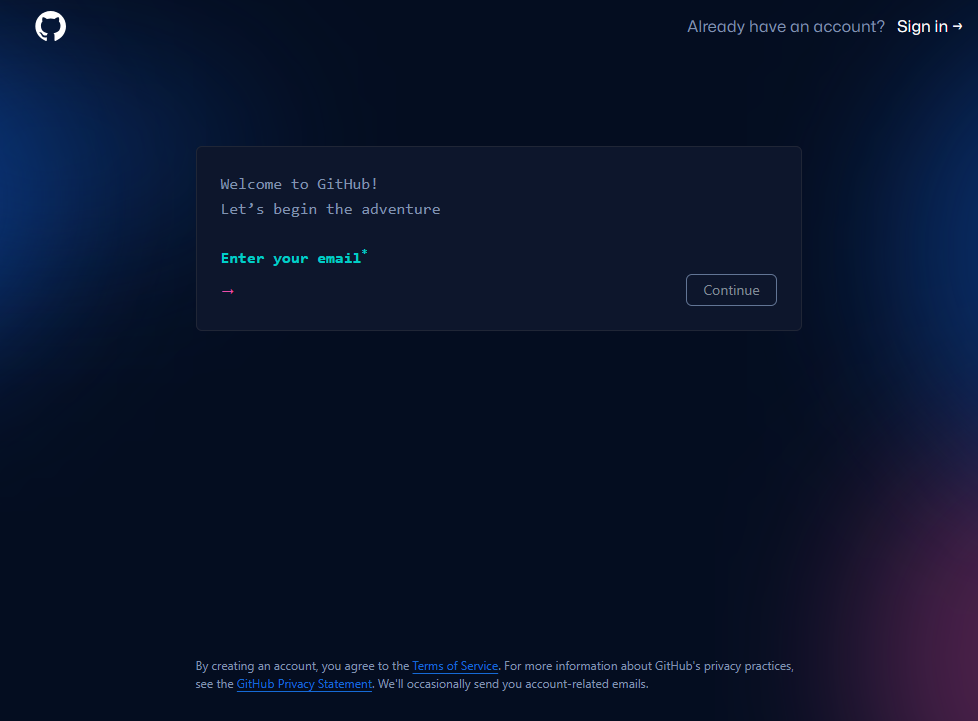 Already have an account? Sign in →
Welcome to GitHub!
Let’s begin the adventure
Enter your email*
→
Continue
By creating an account, you agree to the Terms of Service. For more information about GitHub's privacy practices,
see the GitHub Privacy Statement. We'll occasionally send you account-related emails.